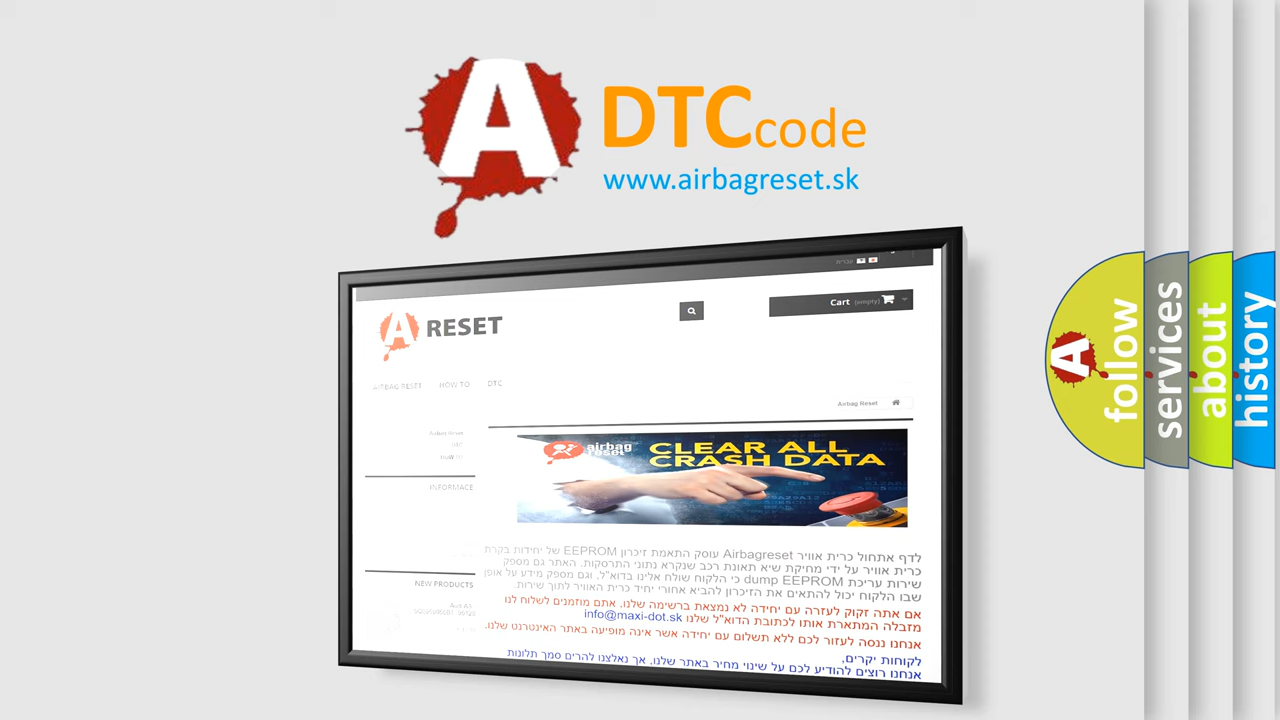 A
DTC code
www.airbagreset.sk
עברית
Cart (empty)
A RESET
AIRBAG RESET HOW TO DTC
Airbag Reset
Airbag Reset
HOW TO
INFORMACE
airbag reset
CLEAR ALL
CRASH DATA
NEW PRODUCTS
לדף אתחול כרית אוויר Airbagreset עוסק התאמת זיכרון EEPROM של יחידות בקרת
כרית אוויר על ידי מחיקת שיא תאונת רכב שנקרא נתוני התרסקות. האתר גם מספק
שירות עריכת dump EEPROM כי הלקוח שולח אלינו בדוא"ל, וגם מספק מידע על אופן
שבו הלקוח יכול להתאים את הזיכרון להביא אחורי יחיד כרית האוויר לתוך שירות.
אם אתה זקוק לעזרה עם יחידה לא נמצאת ברשימה שלנו, אתם מוזמנים לשלוח לנו
מזבלה המתארת אותו לכתובת הדוא"ל שלנו info@maxi-dot.sk
אנחנו ננסה לעזור לכם ללא תשלום עם יחידה אשר אינה מופיעה באתר האינטרנט שלנו.
לקוחות יקרים,
אנחנו רוצים להודיע לכם על שינוי מחיר באתר שלנו, אך נאלצנו להרים סמך תלונות
A follow
services
about
history